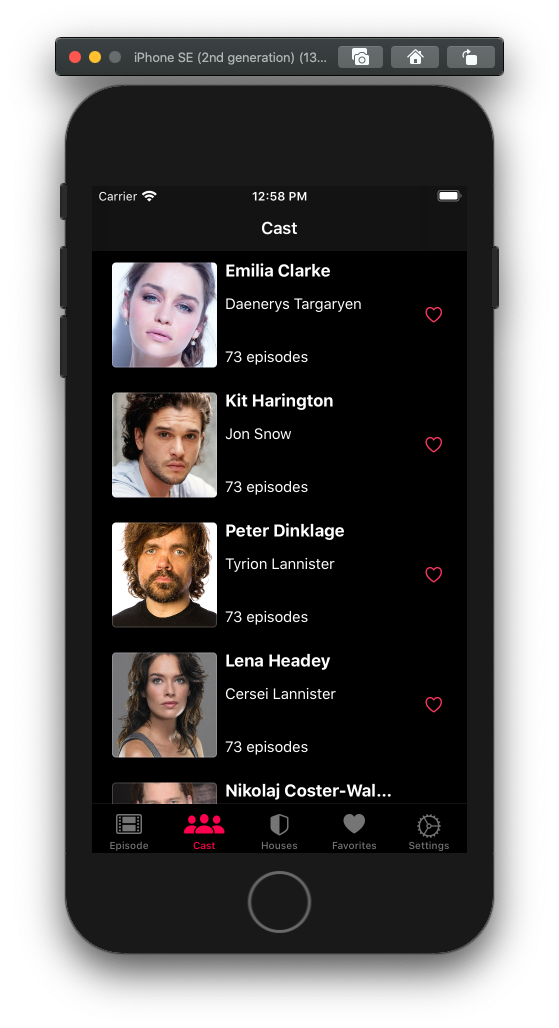 iPhone SE (2nd generation) (13...
Carrier 12:58 PM
Cast
Emilia Clarke
Daenerys Targaryen
73 episodes
Kit Harington
Jon Snow
73 episodes
Peter Dinklage
Tyrion Lannister
73 episodes
Lena Headey
Cersei Lannister
73 episodes
Nikolaj Coster-Wal...
Episode Cast Houses Favorites Settings